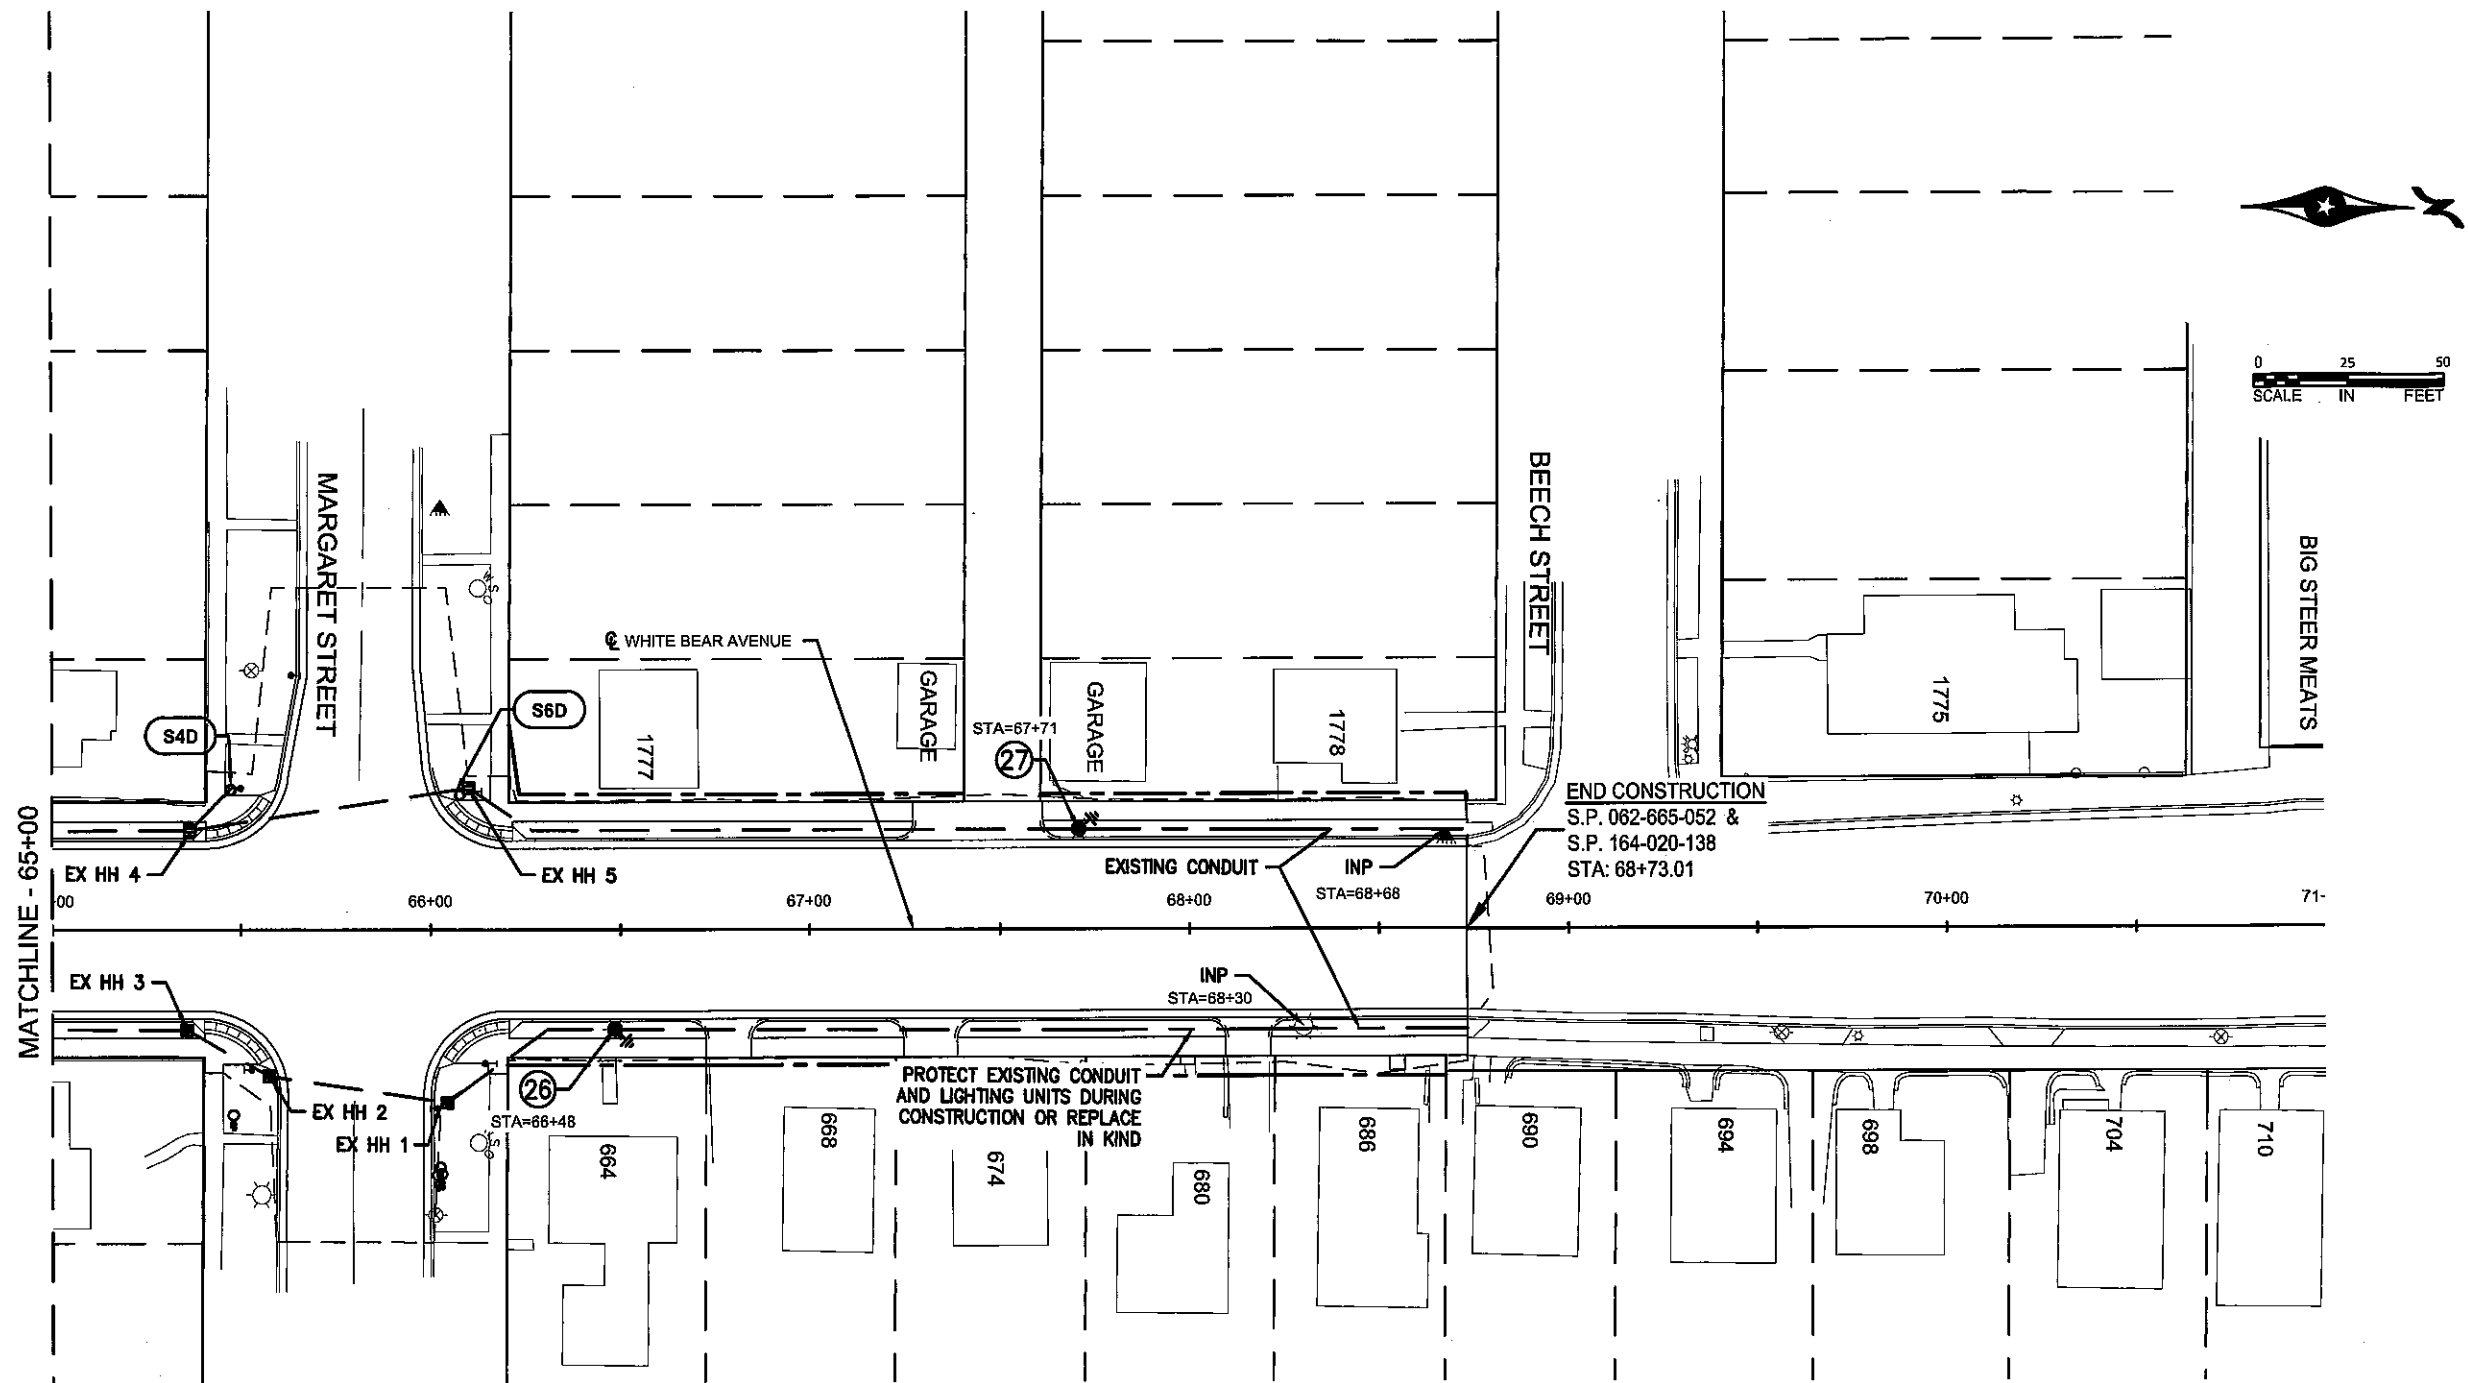 0 25 50
SCALE IN FEET
MARGARET STREET
BEECH STREET
BIG STEER MEATS
℄ WHITE BEAR AVENUE
S4D
S6D
1777
GARAGE
STA=67+71
27
GARAGE
1778
1775
END CONSTRUCTION
S.P. 062-665-052 &
S.P. 164-020-138
STA: 68+73.01
MATCHLINE - 65+00
EX HH 4
EX HH 5
EXISTING CONDUIT
INP
STA=68+68
00
66+00
67+00
68+00
69+00
70+00
71-
EX HH 3
INP
STA=68+30
EX HH 2
EX HH 1
26
STA=66+48
PROTECT EXISTING CONDUIT
AND LIGHTING UNITS DURING
CONSTRUCTION OR REPLACE
IN KIND
664
668
674
680
686
690
694
698
704
710